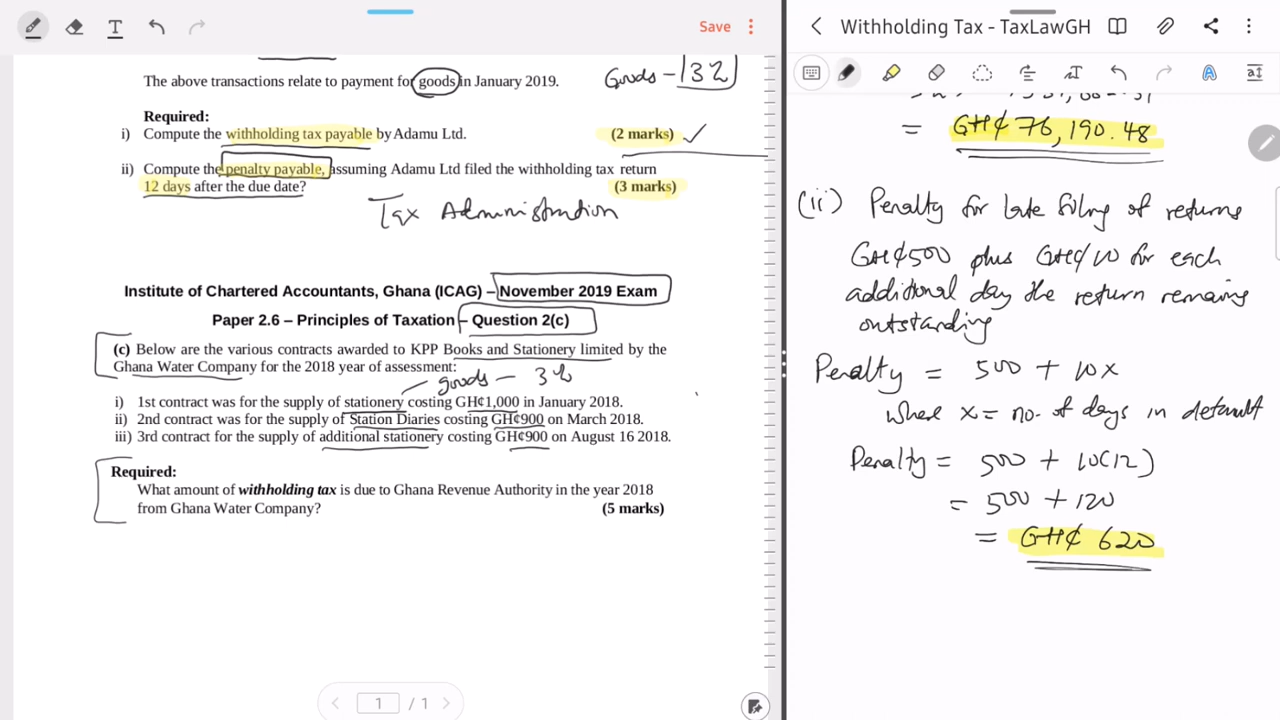 Save
The above transactions relate to payment for goods in January 2019.
Goods - 132
Required:
i) Compute the withholding tax payable by Adamu Ltd. (2 marks)
ii) Compute the penalty payable, assuming Adamu Ltd filed the withholding tax return
12 days after the due date? (3 marks)
Tax Administration
Institute of Chartered Accountants, Ghana (ICAG) – November 2019 Exam
Paper 2.6 – Principles of Taxation – Question 2(c)
(c) Below are the various contracts awarded to KPP Books and Stationery limited by the
Ghana Water Company for the 2018 year of assessment:
goods - 3%
i) 1st contract was for the supply of stationery costing GH¢1,000 in January 2018.
ii) 2nd contract was for the supply of Station Diaries costing GH¢900 on March 2018.
iii) 3rd contract for the supply of additional stationery costing GH¢900 on August 16 2018.
Required:
What amount of withholding tax is due to Ghana Revenue Authority in the year 2018
from Ghana Water Company? (5 marks)
1 / 1
Withholding Tax - TaxLawGH
= GH¢ 76,190.48
(ii) Penalty for late filing of returns
GH¢500 plus GH¢10 for each
additional day the return remains
outstanding
Penalty = 500 + 10x
where x = no. of days in default
Penalty = 500 + 10(12)
= 500 + 120
= GH¢ 620